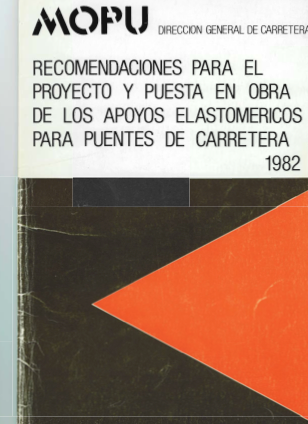 MOPU DIRECCION GENERAL DE CARRETERA
RECOMENDACIONES PARA EL
PROYECTO Y PUESTA EN OBRA
DE LOS APOYOS ELASTOMERICOS
PARA PUENTES DE CARRETERA
1982